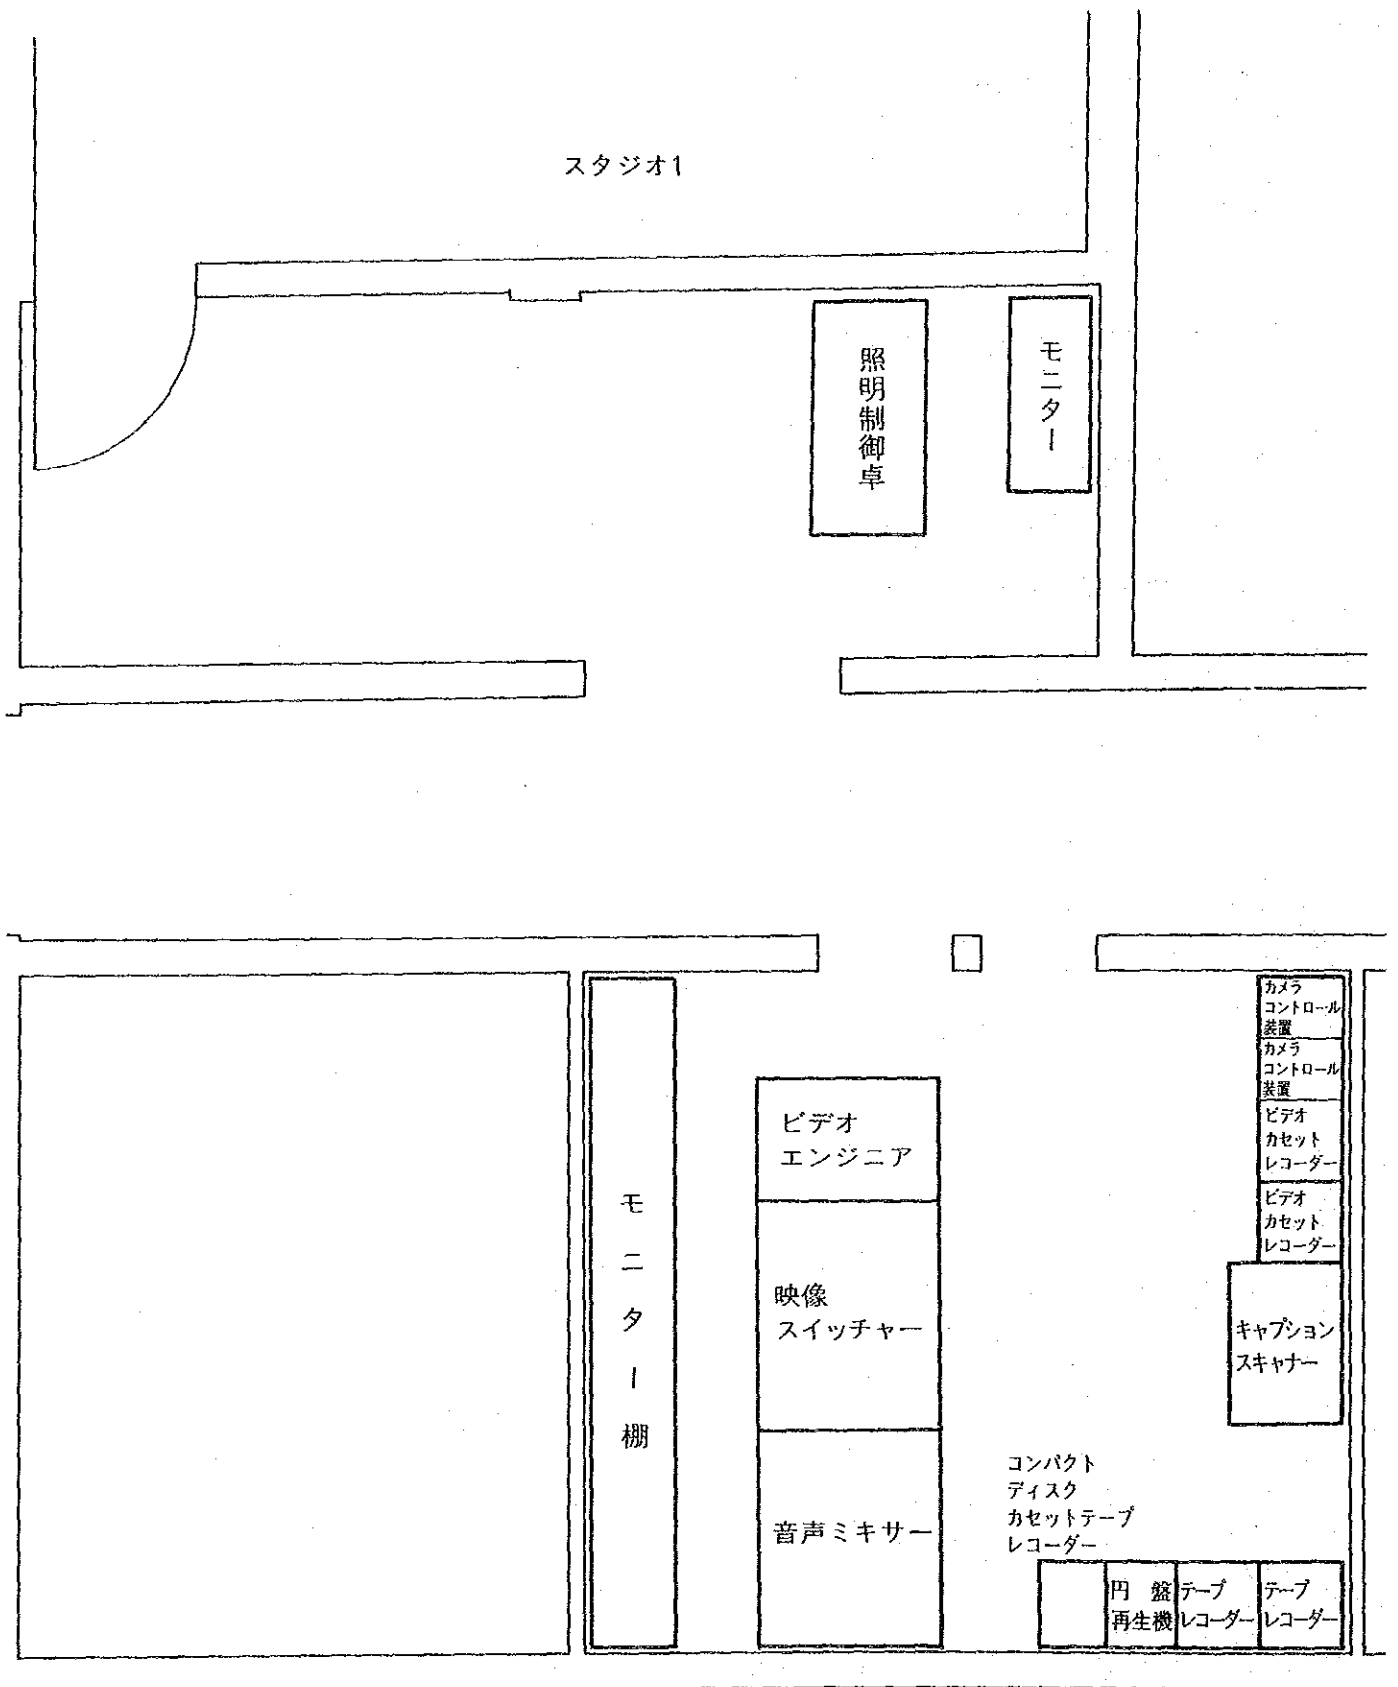 スタジオ1
照明制御卓
モニター
モニター棚
ビデオ
エンジニア
映像
スイッチャー
音声ミキサー
カメラ
コントロール
装置
カメラ
コントロール
装置
ビデオ
カセット
レコーダー
ビデオ
カセット
レコーダー
キャプション
スキャナー
コンパクト
ディスク
カセットテープ
レコーダー
円盤
再生機
テープ
レコーダー
テープ
レコーダー